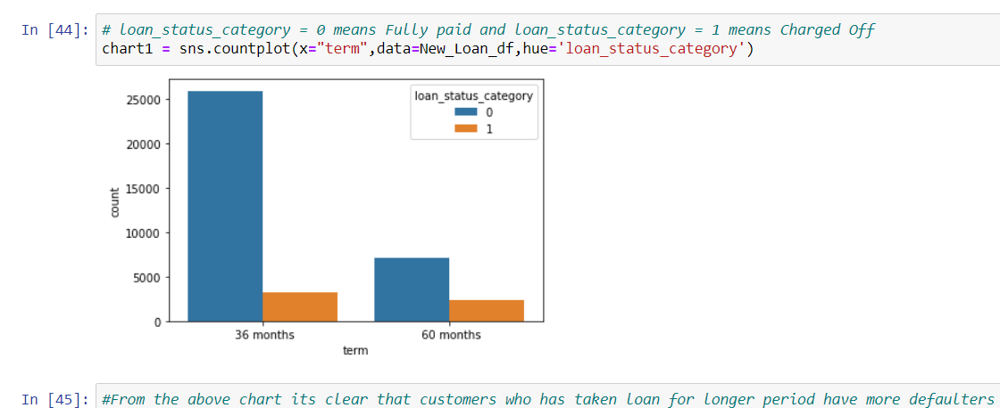 In [44]: # loan_status_category = 0 means Fully paid and loan_status_category = 1 means Charged Off
chart1 = sns.countplot(x="term",data=New_Loan_df,hue='loan_status_category')
loan_status_category
0
1
25000
20000
15000
10000
5000
0
count
36 months
60 months
term
In [45]: #From the above chart its clear that customers who has taken loan for longer period have more defaulters